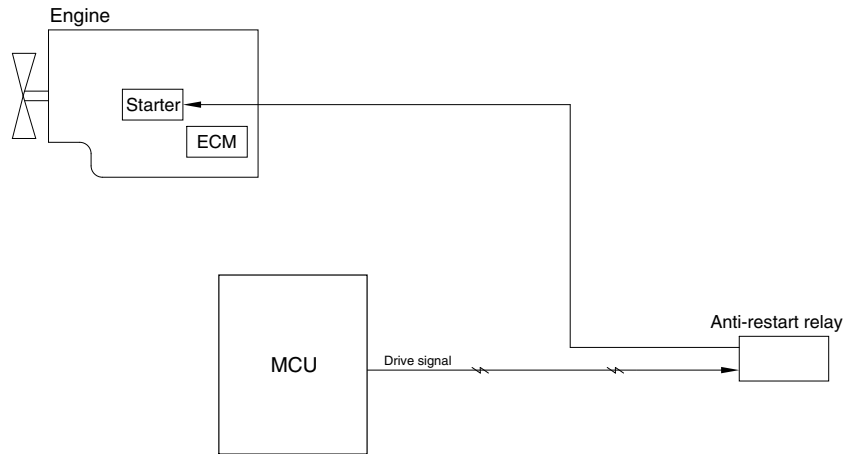 Engine
Starter
ECM
Anti-restart relay
MCU
Drive signal